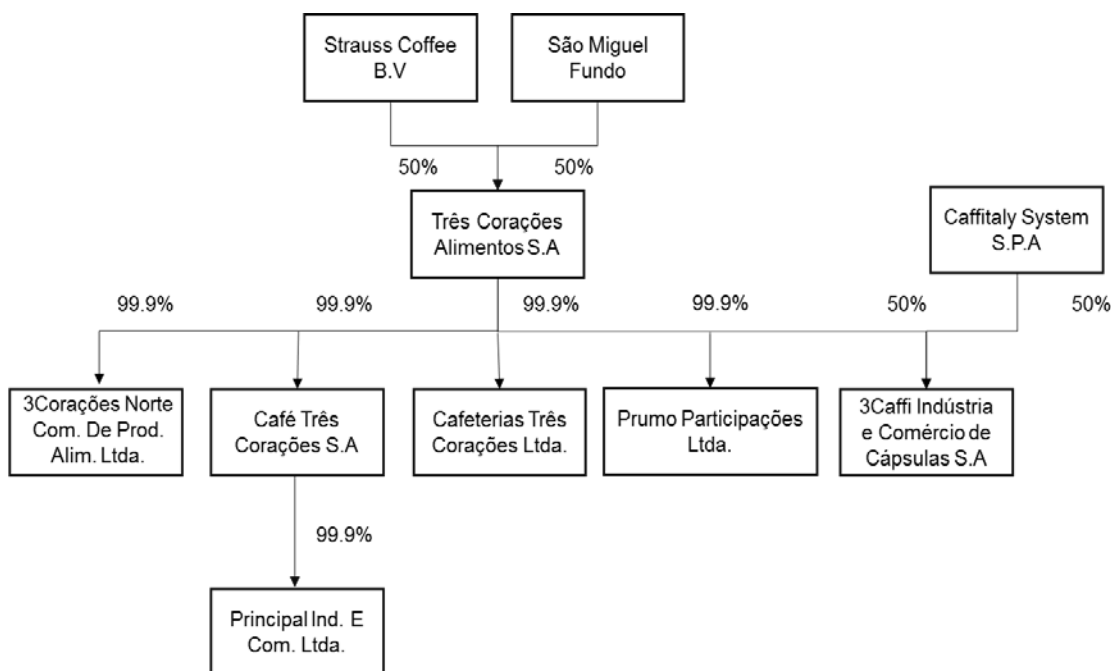 Strauss Coffee
B.V
São Miguel
Fundo
50%
50%
Três Corações
Alimentos S.A
Caffitaly System
S.P.A
99.9%
99.9%
99.9%
99.9%
50%
50%
3Corações Norte
Com. De Prod.
Alim. Ltda.
Café Três
Corações S.A
Cafeterias Três
Corações Ltda.
Prumo Participações
Ltda.
3Caffi Indústria
e Comércio de
Cápsulas S.A
99.9%
Principal Ind. E
Com. Ltda.